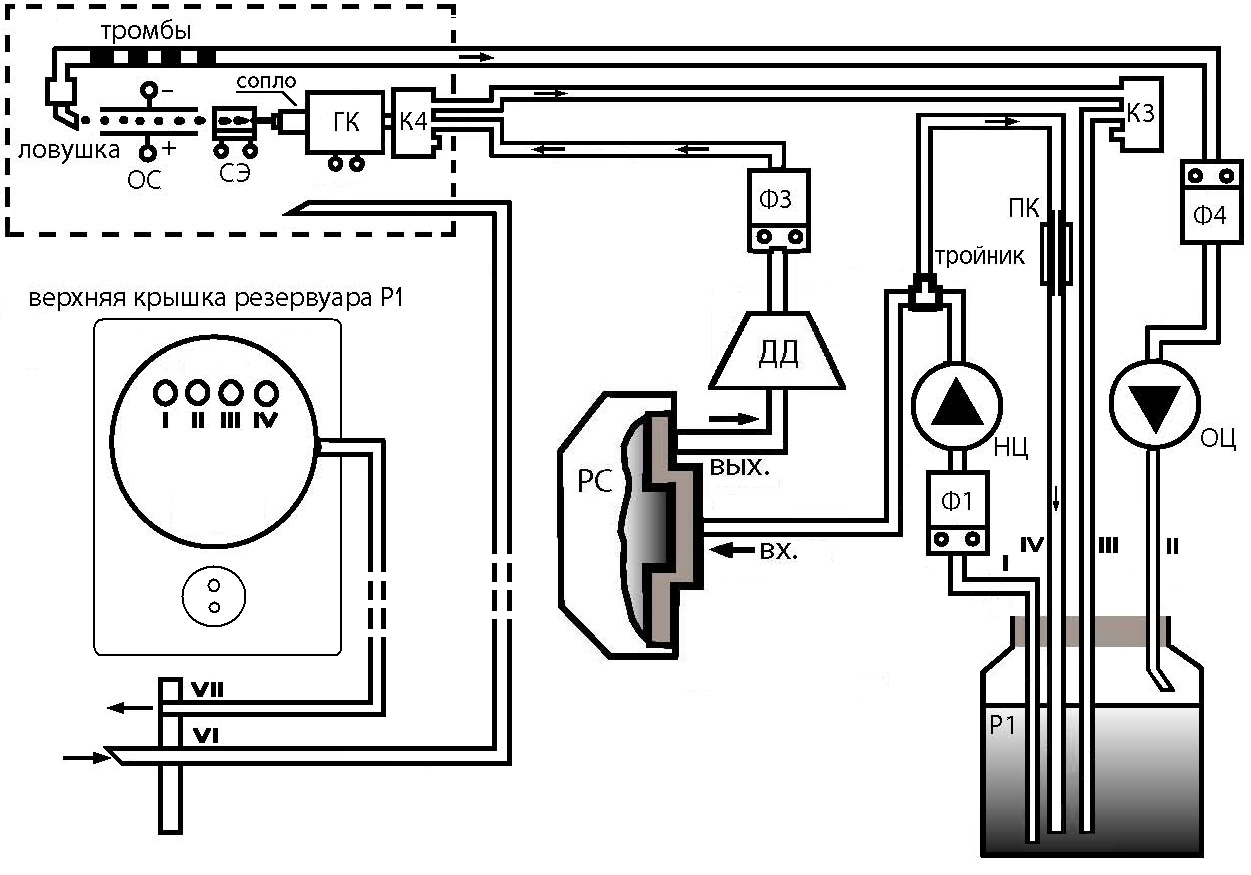 тромбы
сопло
–
ГК
К4
К3
ловушка
+
ОС
СЭ
Ф3
ПК
Ф4
тройник
верхняя крышка резервуара Р1
ДД
I II III IV
РС
вых.
НЦ
ОЦ
Ф1
вх.
I
IV
III
II
VII
VI
Р1